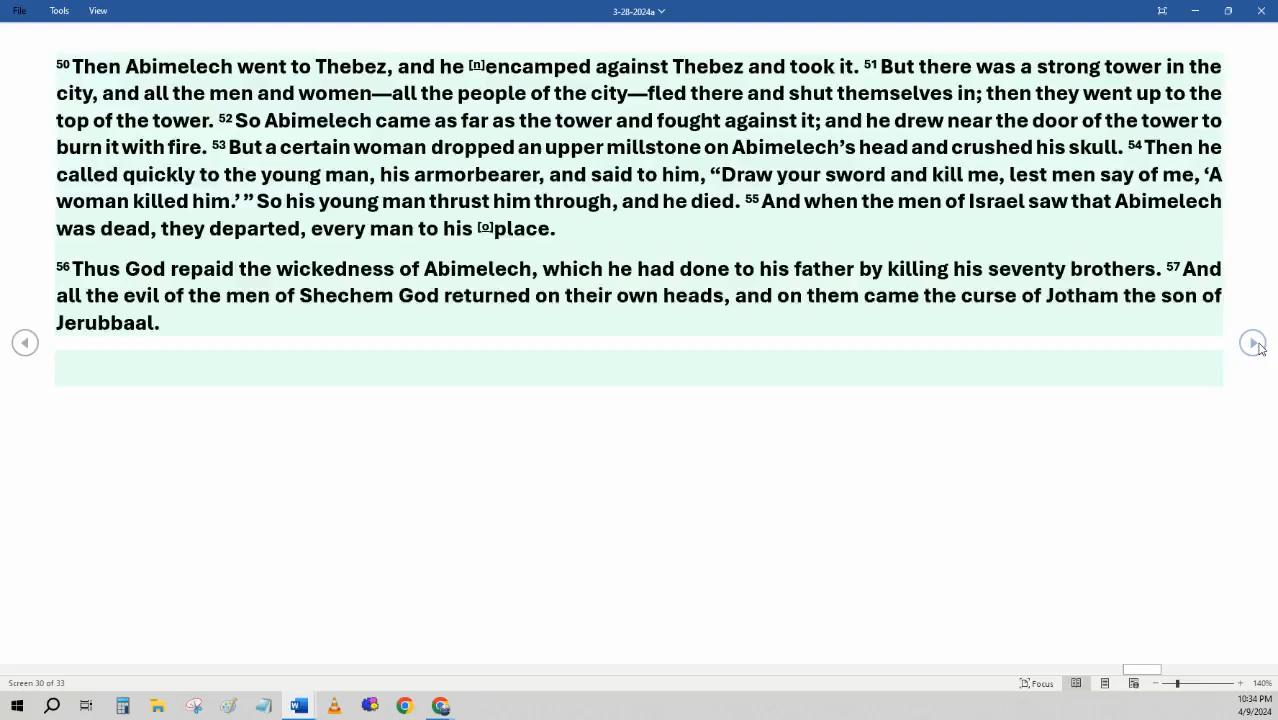 File Tools View 3-28-2024a
50 Then Abimelech went to Thebez, and he [n]encamped against Thebez and took it. 51 But there was a strong tower in the
city, and all the men and women—all the people of the city—fled there and shut themselves in; then they went up to the
top of the tower. 52 So Abimelech came as far as the tower and fought against it; and he drew near the door of the tower to
burn it with fire. 53 But a certain woman dropped an upper millstone on Abimelech’s head and crushed his skull. 54 Then he
called quickly to the young man, his armorbearer, and said to him, “Draw your sword and kill me, lest men say of me, ‘A
woman killed him.’ ” So his young man thrust him through, and he died. 55 And when the men of Israel saw that Abimelech
was dead, they departed, every man to his [o]place.
56 Thus God repaid the wickedness of Abimelech, which he had done to his father by killing his seventy brothers. 57 And
all the evil of the men of Shechem God returned on their own heads, and on them came the curse of Jotham the son of
Jerubbaal.
Screen 30 of 33 Focus 140%
10:34 PM
4/9/2024